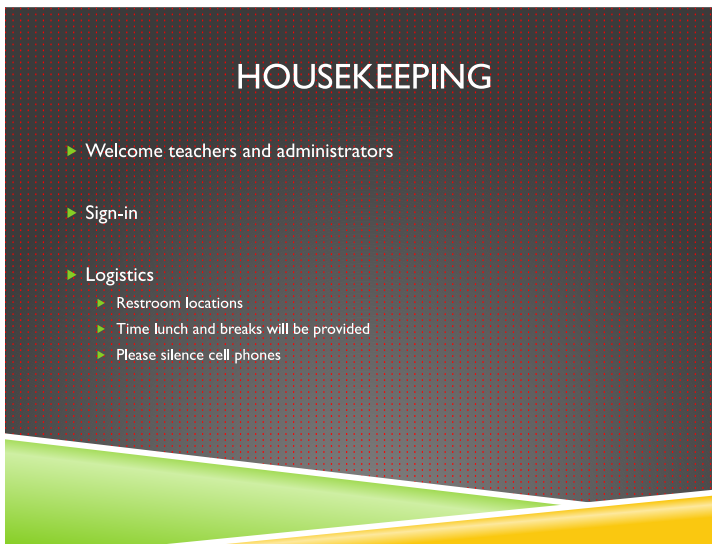 HOUSEKEEPING
Welcome teachers and administrators
Sign-in
Logistics
Restroom locations
Time lunch and breaks will be provided
Please silence cell phones